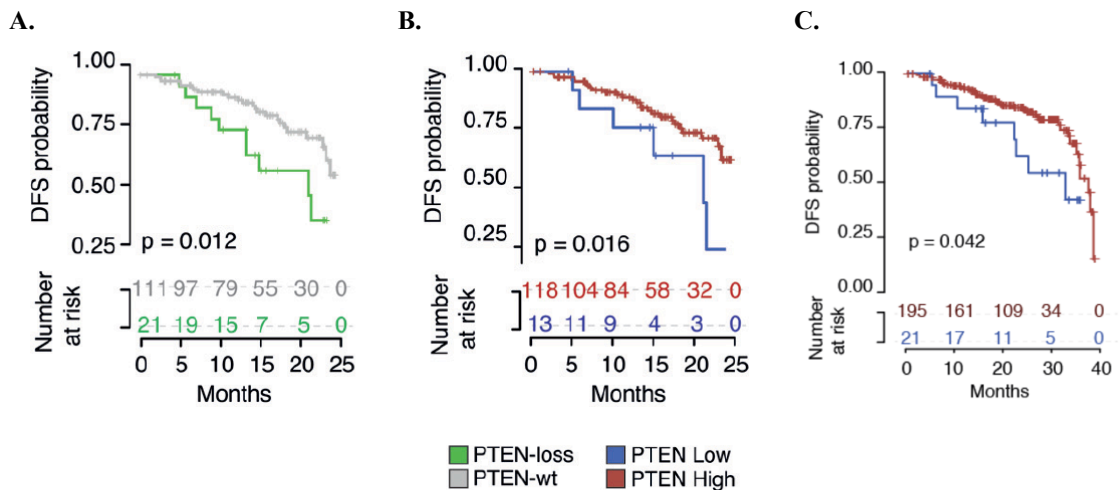 A.
DFS probability
1.00
0.75
0.50
0.25
p = 0.012
Number at risk
111 97 79 55 30 0
21 19 15 7 5 0
0 5 10 15 20 25
Months
B.
DFS probability
1.00
0.75
0.50
0.25
p = 0.016
Number at risk
118 104 84 58 32 0
13 11 9 4 3 0
0 5 10 15 20 25
Months
C.
DFS probability
1.00
0.75
0.50
0.25
0.00
p = 0.042
Number at risk
195 161 109 34 0
21 17 11 5 0
0 10 20 30 40
Months
PTEN-loss
PTEN-wt
PTEN Low
PTEN High